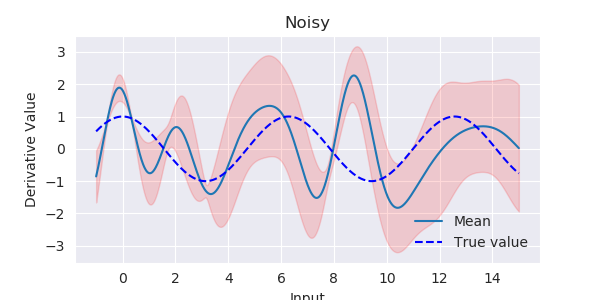 Noisy
Derivative Value
3
2
1
0
−1
−2
−3
Mean
True value
0 2 4 6 8 10 12 14
Input